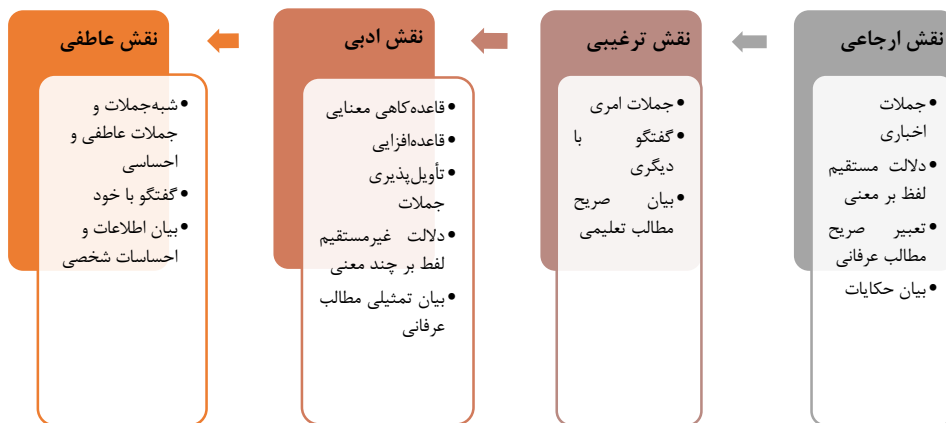 نقش ارجاعی
•جملات
اخباری
•دلالت مستقیم
لفظ بر معنی
•تعبیر صریح
مطالب عرفانی
•بیان حکایات
نقش ترغیبی
•جملات امری
•گفتگو با
دیگری
•بیان صریح
مطالب تعلیمی
نقش ادبی
•قاعده‌کاهی معنایی
•قاعده‌افزایی
•تأویل‌پذیری
جملات
•دلالت غیرمستقیم
لفط بر چند معنی
•بیان تمثیلی مطالب
عرفانی
نقش عاطفی
•شبه‌جملات و
جملات عاطفی و
احساسی
•گفتگو با خود
•بیان اطلاعات و
احساسات شخصی